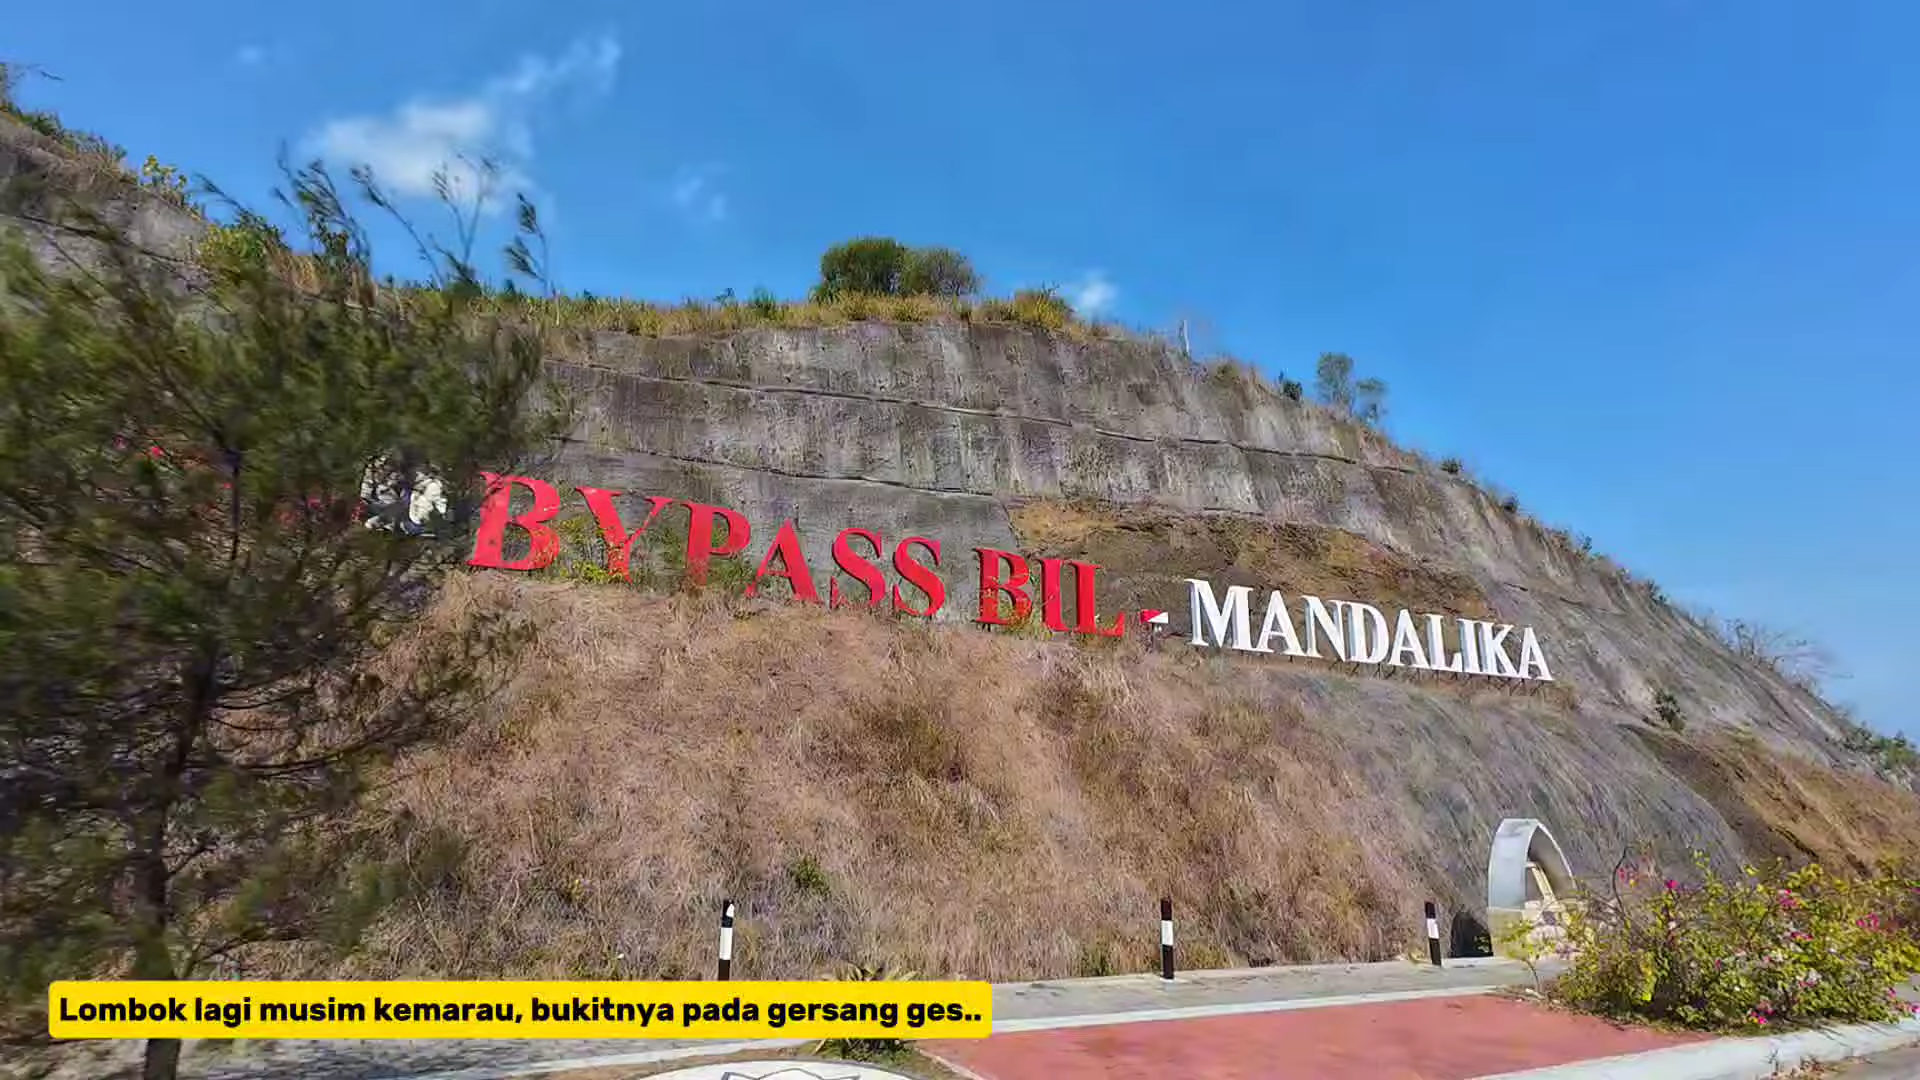 BYPASS BIL - MANDALIKA
Lombok lagi musim kemarau, bukitnya pada gersang ges..